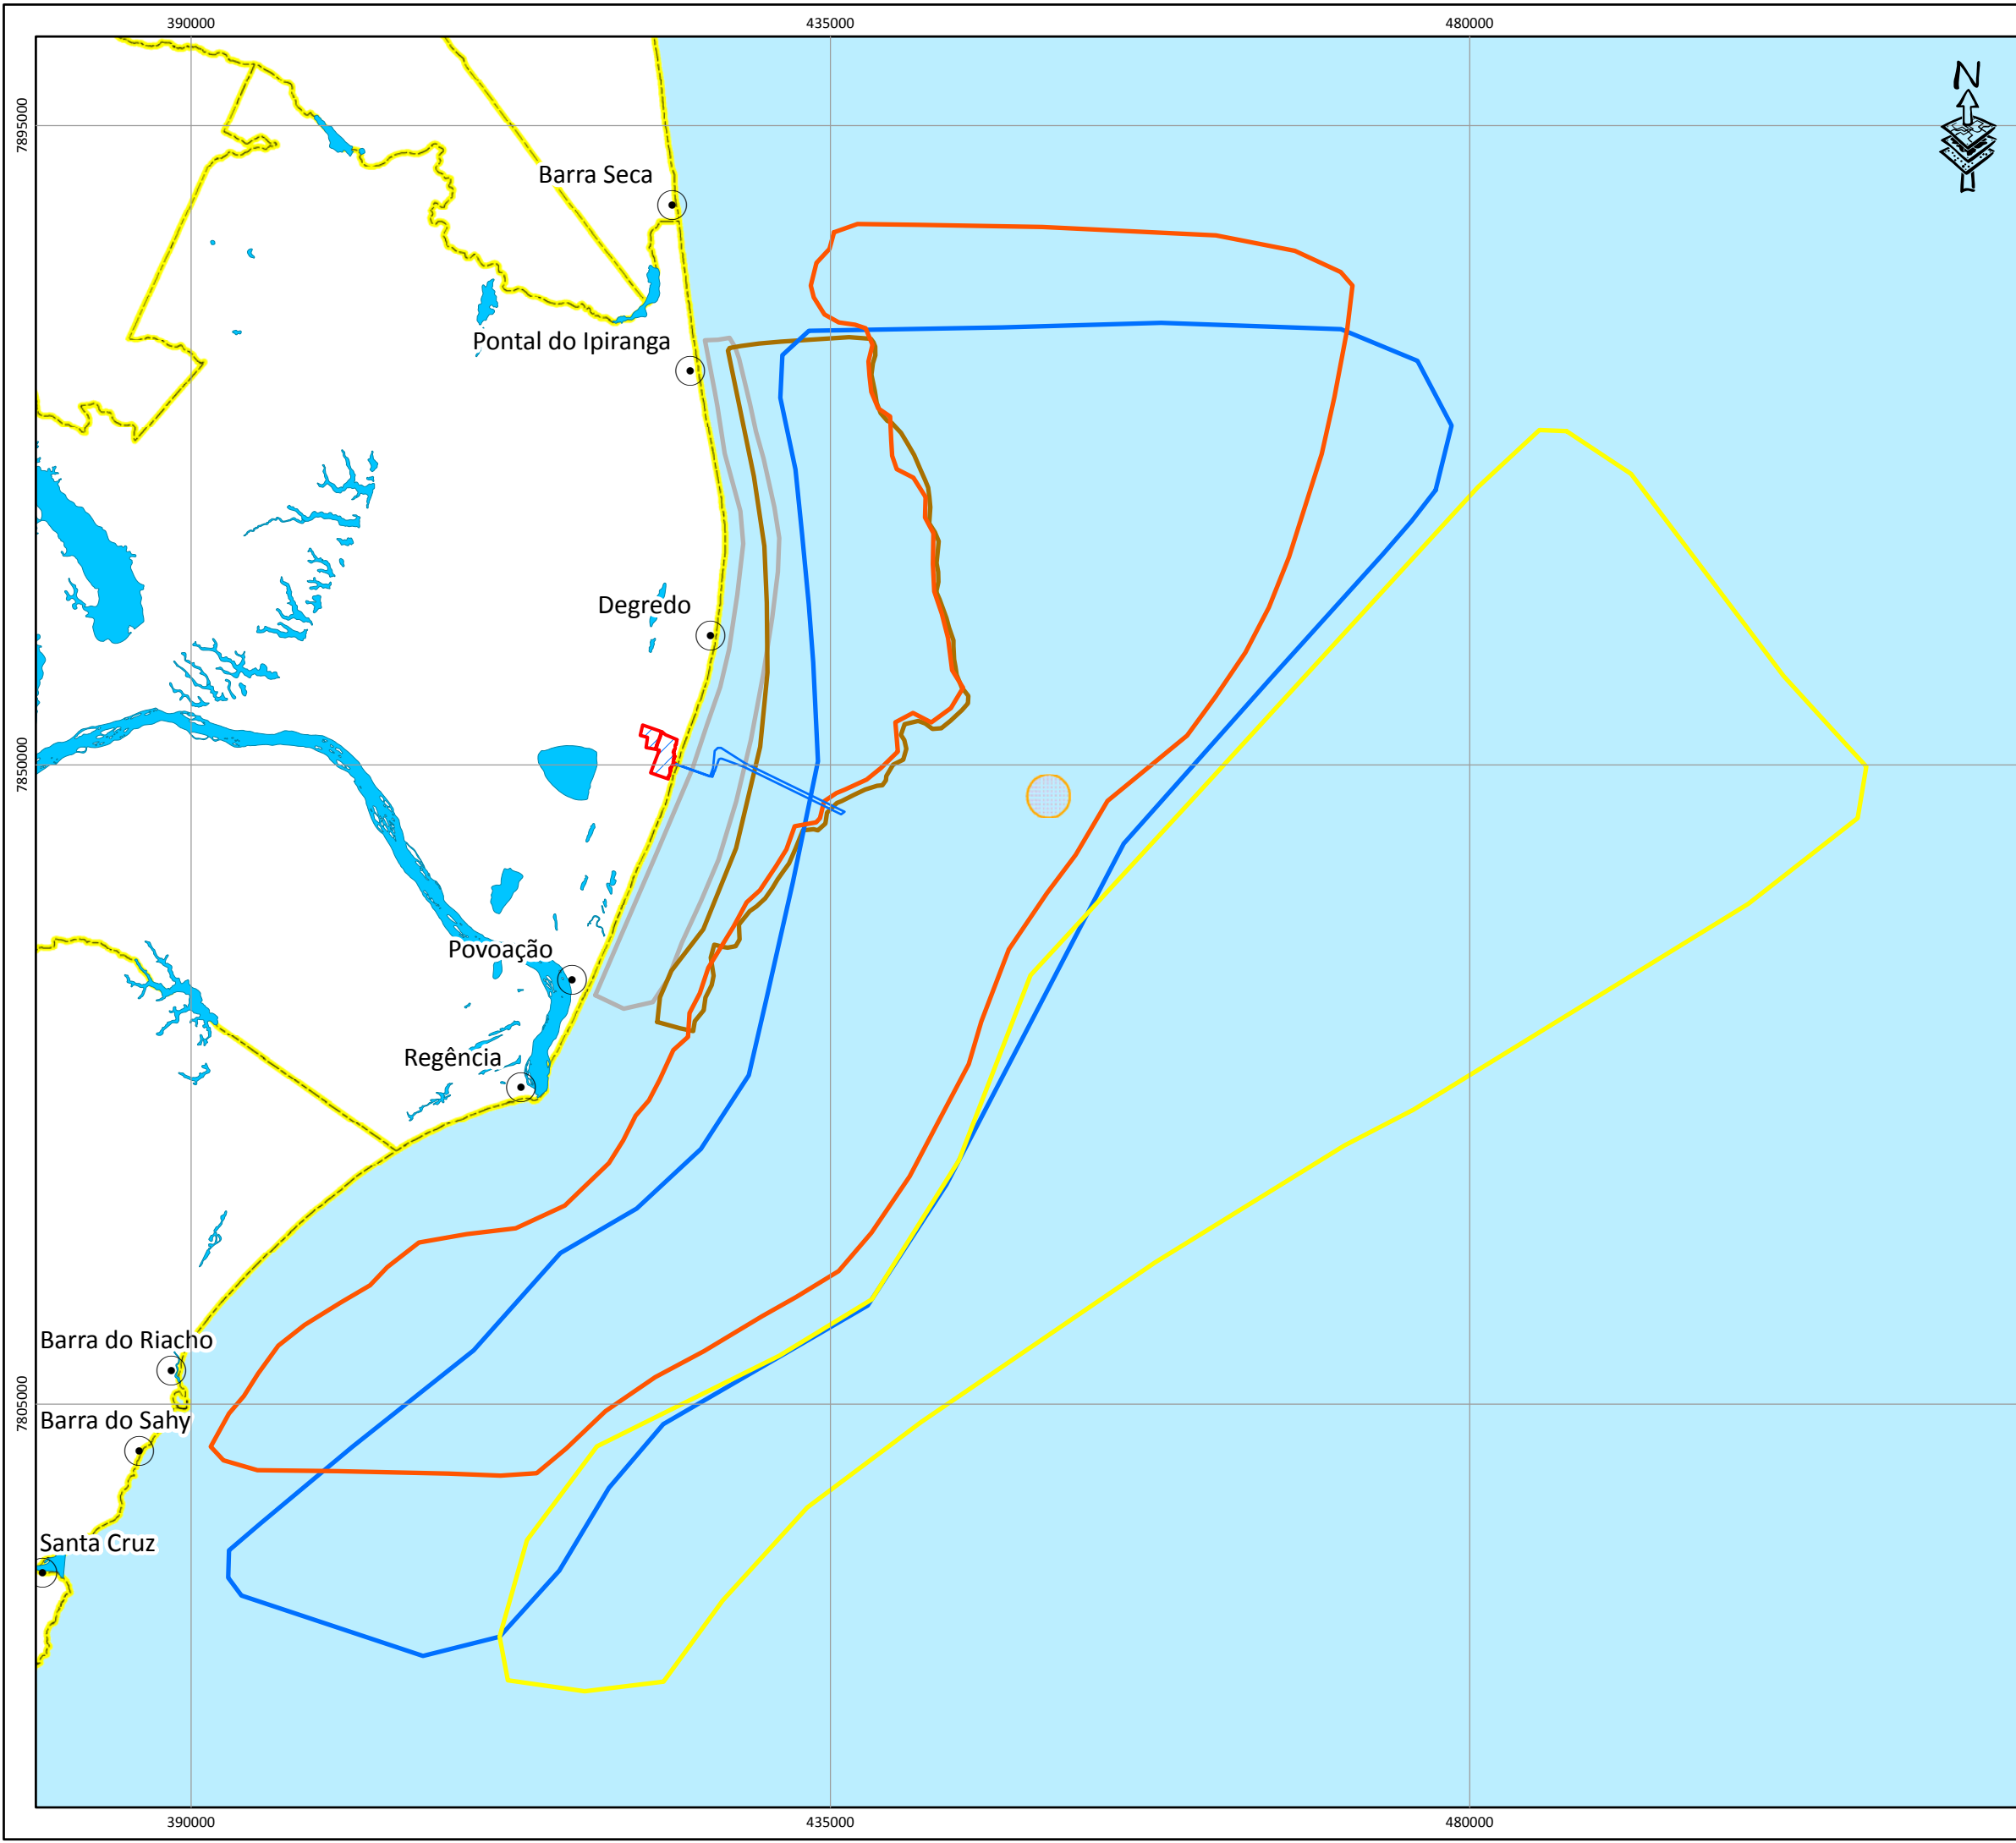 390000
435000
480000
N
7895000
Barra Seca
Pontal do Ipiranga
Degredo
7850000
Povoação
Regência
Barra do Riacho
7805000
Barra do Sahy
Santa Cruz
390000
435000
480000